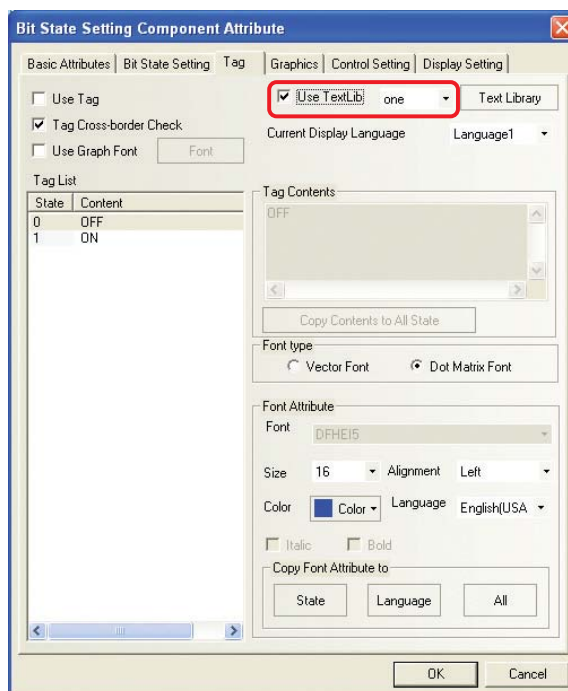 Bit State Setting Component Attribute
Basic Attributes Bit State Setting Tag Graphics Control Setting Display Setting
Use Tag
Use TextLib one Text Library
Tag Cross-border Check
Current Display Language Language1
Use Graph Font Font
Tag List
State Content
0 OFF
1 ON
Tag Contents
OFF
Copy Contents to All State
Font type
Vector Font Dot Matrix Font
Font Attribute
Font DFHEI5
Size 16 Alignment Left
Color Color Language English(USA
Italic Bold
Copy Font Attribute to
State Language All
OK Cancel